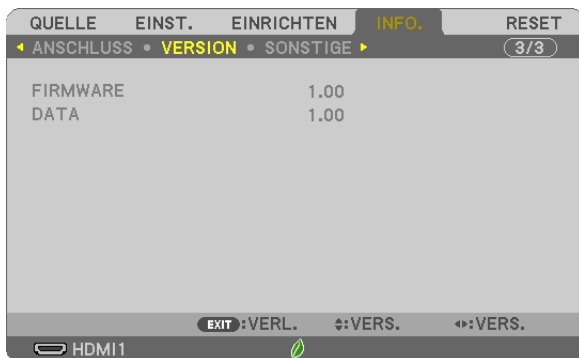 QUELLE EINST. EINRICHTEN INFO. RESET
ANSCHLUSS • VERSION • SONSTIGE 3/3
FIRMWARE 1.00
DATA 1.00
EXIT :VERL. :VERS. :VERS.
HDMI1